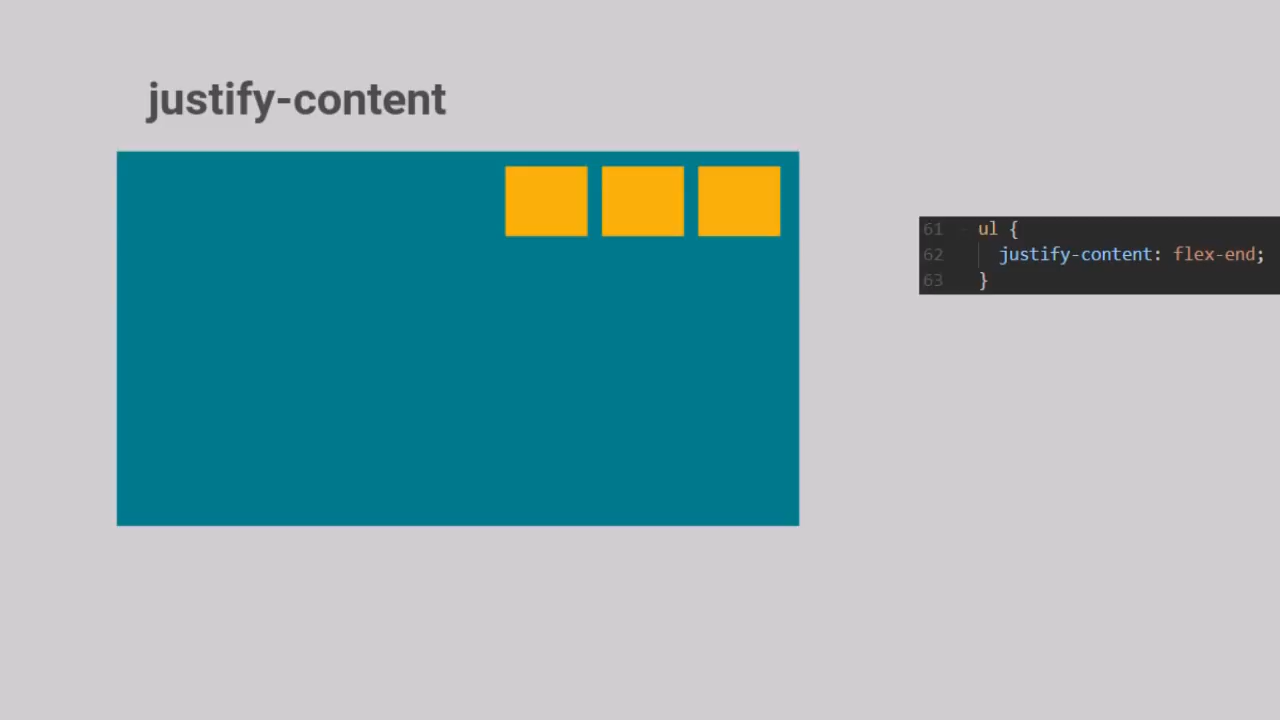 justify-content
61 ul {
62 justify-content: flex-end;
63 }